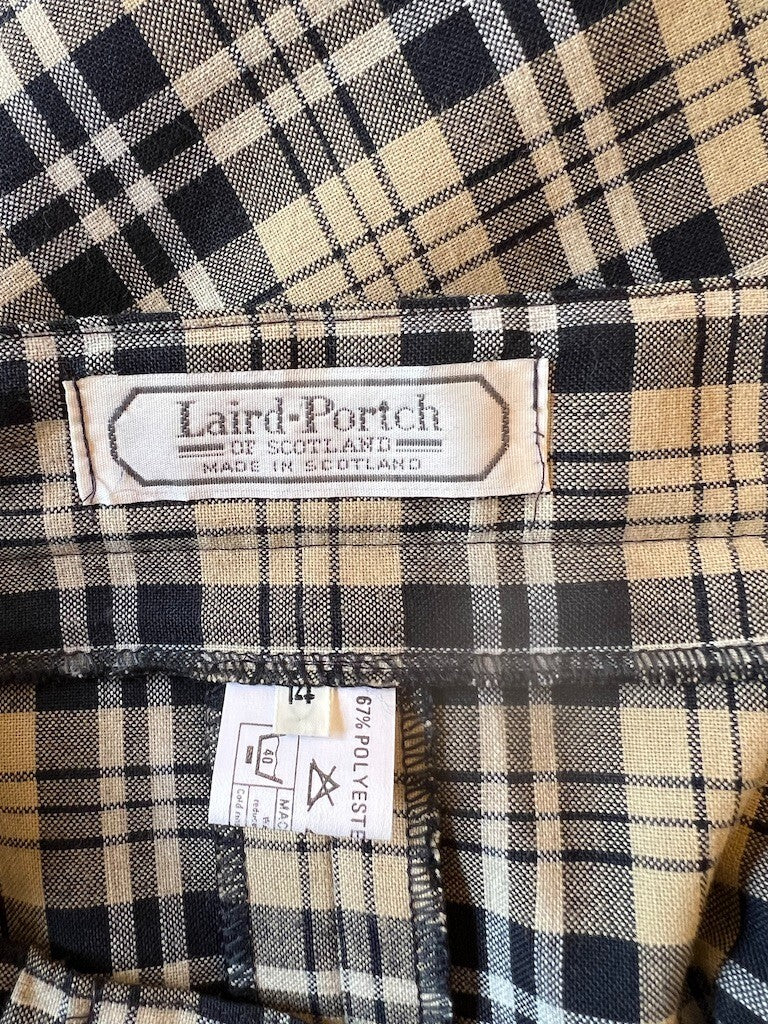 Laird-Portch
OF SCOTLAND
MADE IN SCOTLAND
14
67% POLYESTE
40
MAC